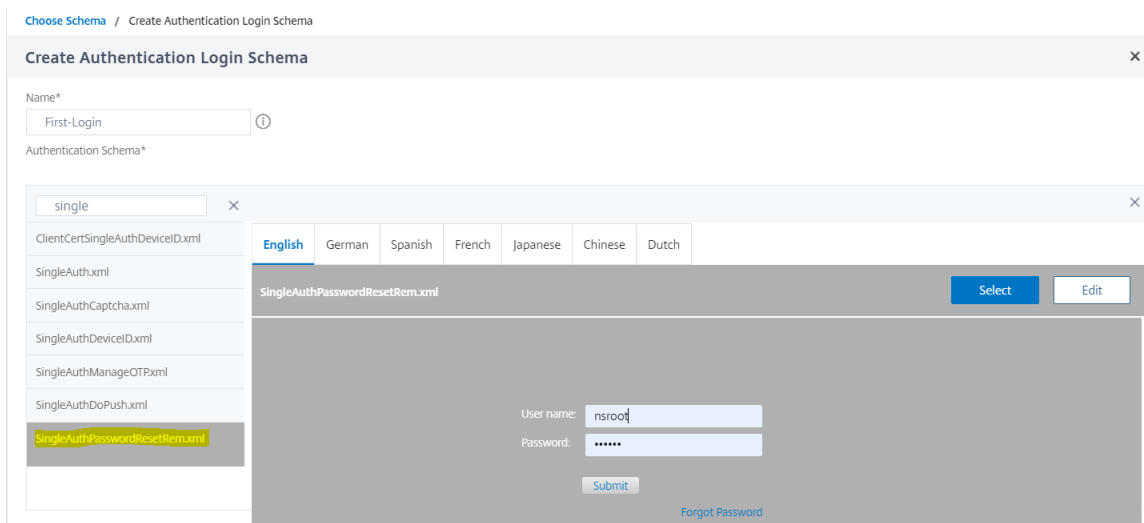 Choose Schema / Create Authentication Login Schema
Create Authentication Login Schema
Name*
First-Login
Authentication Schema*
single
ClientCertSingleAuthDeviceID.xml
SingleAuth.xml
SingleAuthCaptcha.xml
SingleAuthDeviceID.xml
SingleAuthManageOTP.xml
SingleAuthDoPush.xml
SingleAuthPasswordResetRem.xml
English German Spanish French Japanese Chinese Dutch
SingleAuthPasswordResetRem.xml Select Edit
User name: nsroot
Password: ••••••
Submit
Forgot Password